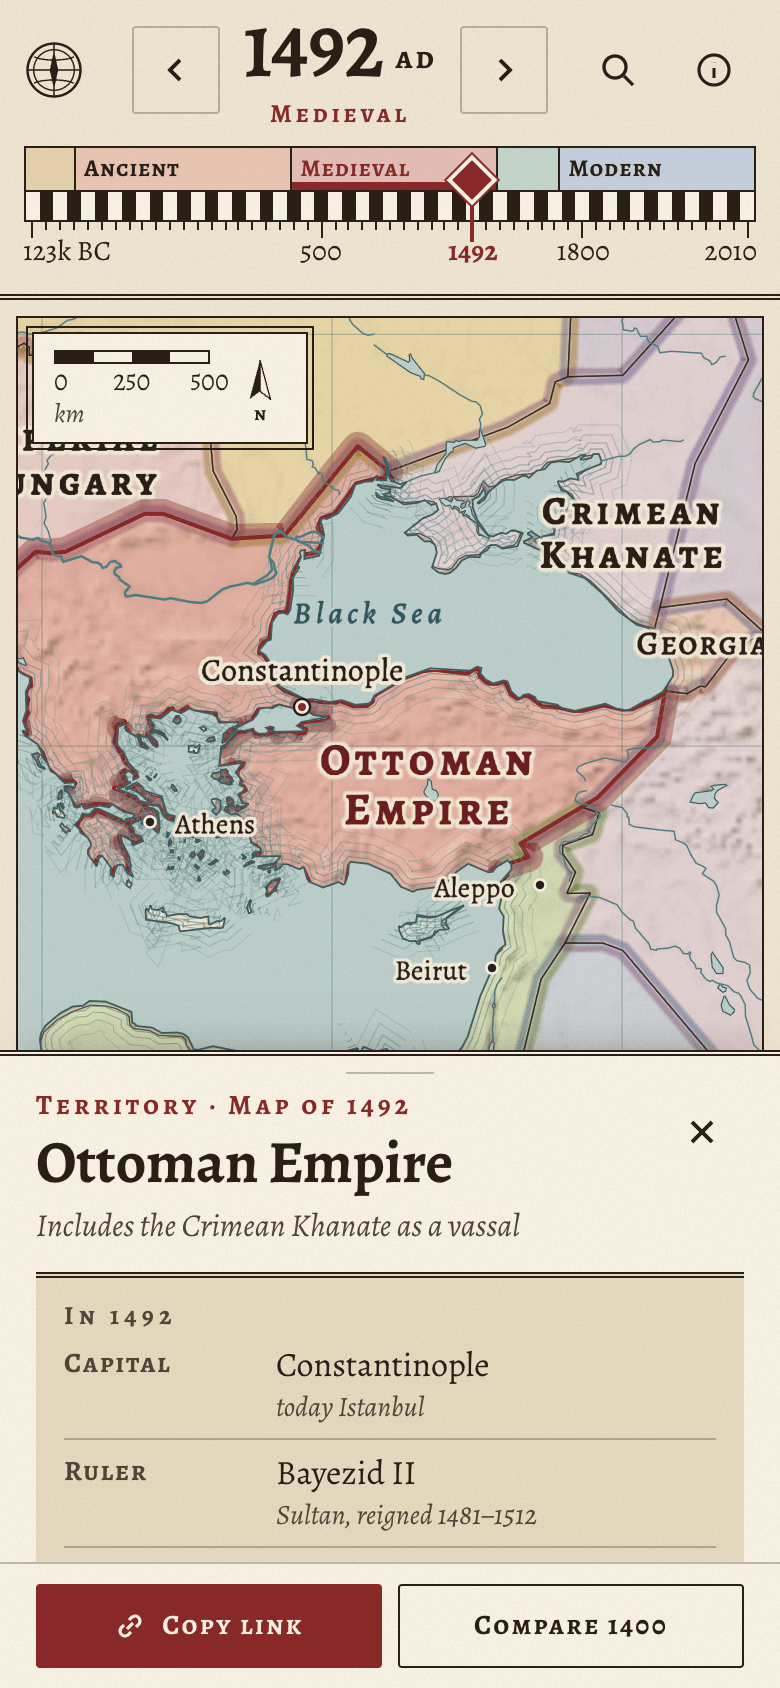 1492 AD
Medieval
Ancient
Medieval
Modern
123k BC
500
1492
1800
2010
0
250
500
km
N
UNGARY
Crimean
Khanate
Black Sea
Georgia
Constantinople
Ottoman
Empire
Athens
Aleppo
Beirut
Territory · Map of 1492
Ottoman Empire
Includes the Crimean Khanate as a vassal
In 1492
Capital
Constantinople
today Istanbul
Ruler
Bayezid II
Sultan, reigned 1481–1512
Copy link
Compare 1400